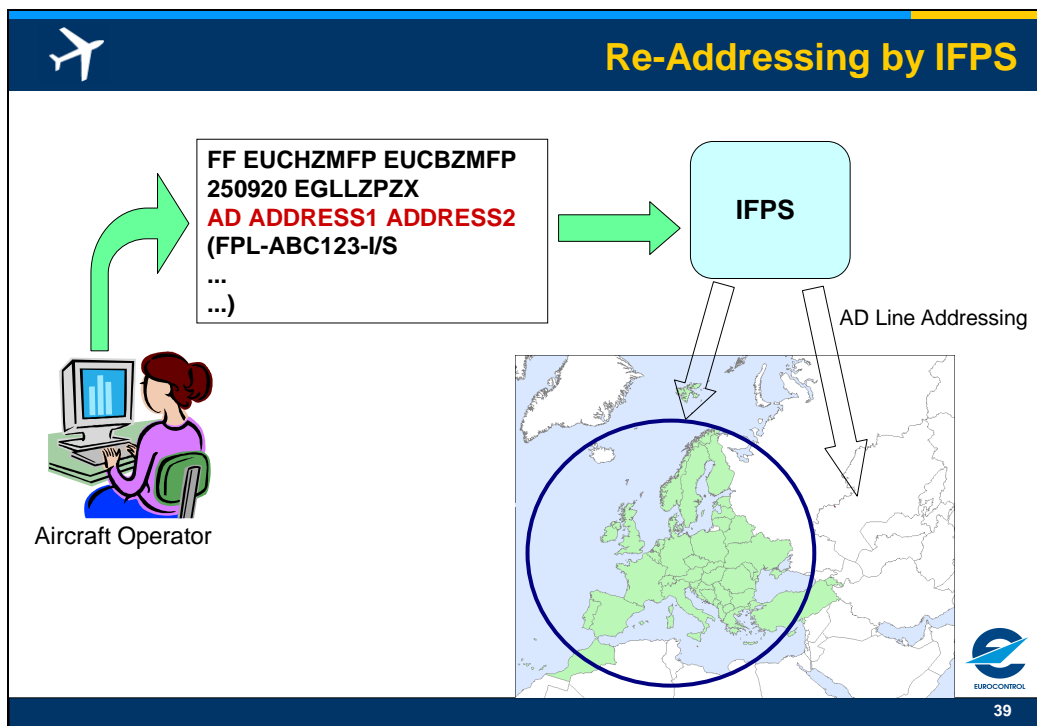 Re-Addressing by IFPS
FF EUCHZMFP EUCBZMFP
250920 EGLLZPZX
AD ADDRESS1 ADDRESS2
(FPL-ABC123-I/S
...
...)
IFPS
AD Line Addressing
Aircraft Operator
EUROCONTROL
39